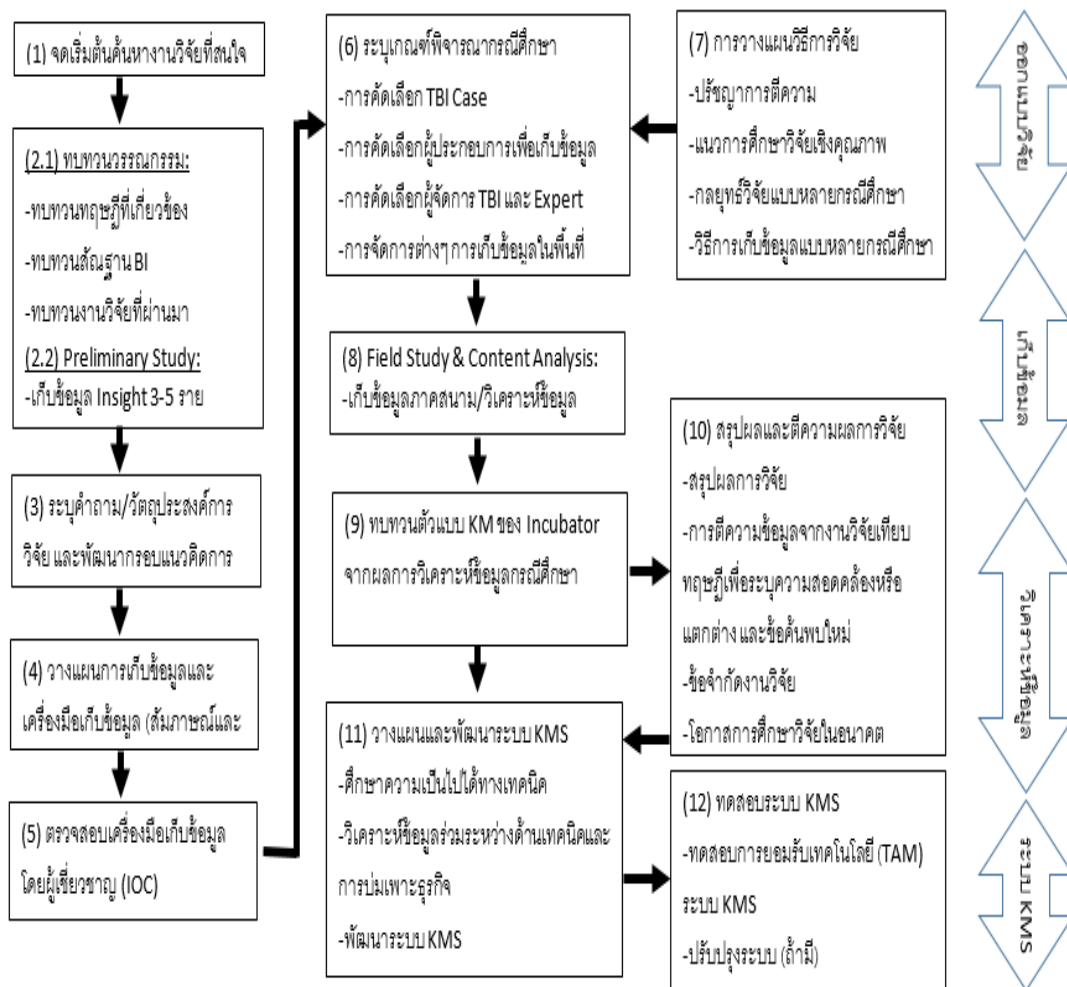 (1) จดเริ่มต้นค้นหางานวิจัยที่สนใจ
(2.1) ทบทวนวรรณกรรม:
-ทบทวนทฤษฎีที่เกี่ยวข้อง
-ทบทวนสัณฐาน BI
-ทบทวนงานวิจัยที่ผ่านมา
(2.2) Preliminary Study:
-เก็บข้อมูล Insight 3-5 ราย
(3) ระบุคำถาม/วัตถุประสงค์การ
วิจัย และพัฒนากรอบแนวคิดการ
(4) วางแผนการเก็บข้อมูลและ
เครื่องมือเก็บข้อมูล (สัมภาษณ์และ
(5) ตรวจสอบเครื่องมือเก็บข้อมูล
โดยผู้เชี่ยวชาญ (IOC)
(6) ระบุเกณฑ์พิจารณากรณีศึกษา
-การคัดเลือก TBI Case
-การคัดเลือกผู้ประกอบการเพื่อเก็บข้อมูล
-การคัดเลือกผู้จัดการ TBI และ Expert
-การจัดการต่างๆ การเก็บข้อมูลในพื้นที่
(7) การวางแผนวิธีการวิจัย
-ปรัชญาการตีความ
-แนวการศึกษาวิจัยเชิงคุณภาพ
-กลยุทธ์วิจัยแบบหลายกรณีศึกษา
-วิธีการเก็บข้อมูลแบบหลายกรณีศึกษา
(8) Field Study & Content Analysis:
-เก็บข้อมูลภาคสนาม/วิเคราะห์ข้อมูล
(9) ทบทวนตัวแบบ KM ของ Incubator
จากผลการวิเคราะห์ข้อมูลกรณีศึกษา
(10) สรุปผลและตีความผลการวิจัย
-สรุปผลการวิจัย
-การตีความข้อมูลจากงานวิจัยเทียบ
ทฤษฎีเพื่อระบุความสอดคล้องหรือ
แตกต่าง และข้อค้นพบใหม่
-ข้อจำกัดงานวิจัย
-โอกาสการศึกษาวิจัยในอนาคต
(11) วางแผนและพัฒนาระบบ KMS
-ศึกษาความเป็นไปได้ทางเทคนิค
-วิเคราะห์ข้อมูลร่วมระหว่างด้านเทคนิคและ
การบ่มเพาะธุรกิจ
-พัฒนาระบบ KMS
(12) ทดสอบระบบ KMS
-ทดสอบการยอมรับเทคโนโลยี (TAM)
ระบบ KMS
-ปรับปรุงระบบ (ถ้ามี)
ออกแบบวิจัย
เก็บข้อมูล
วิเคราะห์ข้อมูล
ระบบ KMS